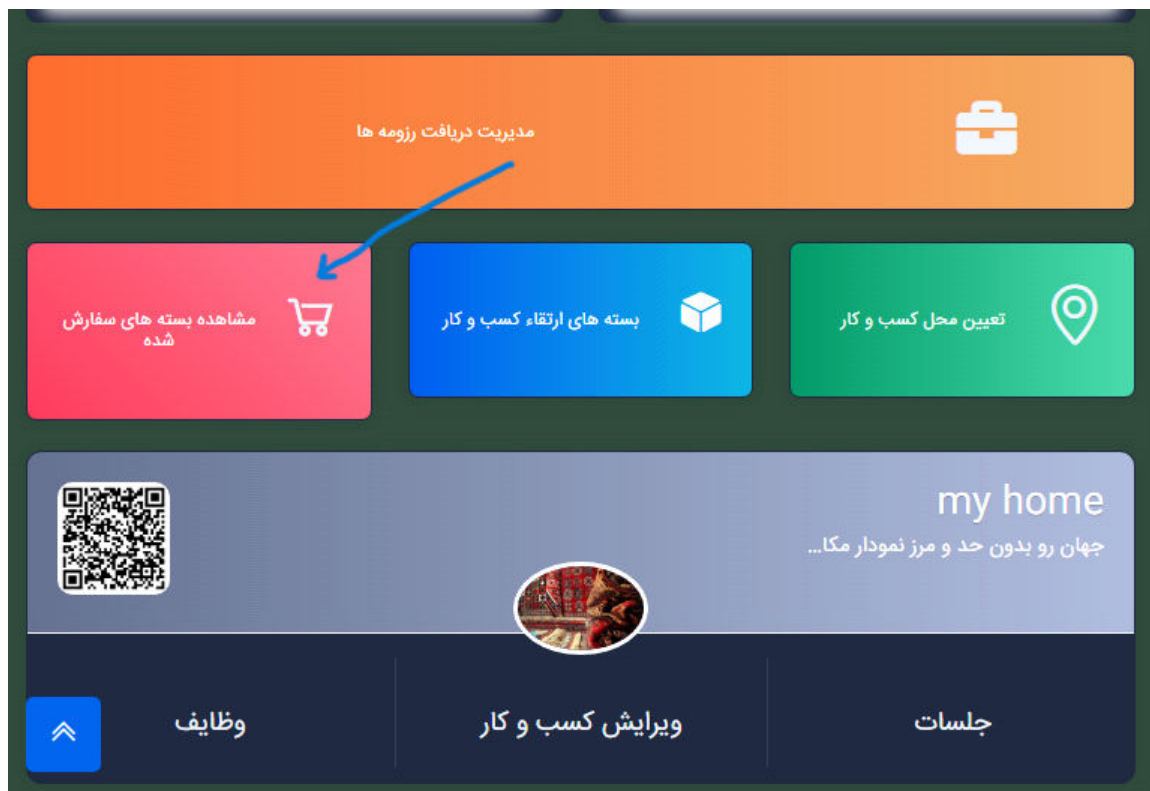 مدیریت دریافت رزومه ها
تعیین محل کسب و کار
بسته های ارتقاء کسب و کار
مشاهده بسته های سفارش
شده
my home
جهان رو بدون حد و مرز نمودار مکا...
جلسات
ویرایش کسب و کار
وظایف